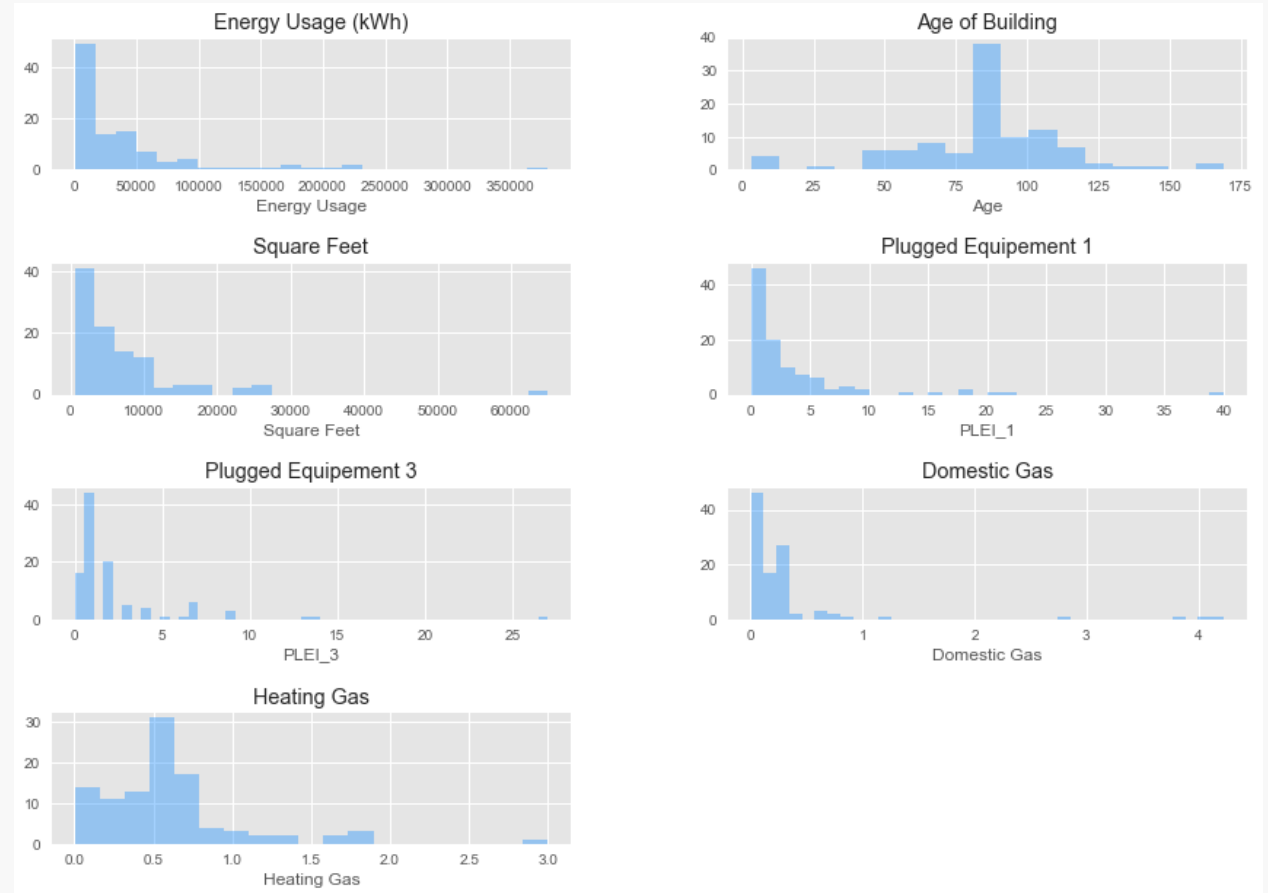 Energy Usage (kWh)
40
20
0
0 50000 100000 150000 200000 250000 300000 350000
Energy Usage
Age of Building
40
30
20
10
0
0 25 50 75 100 125 150 175
Age
Square Feet
40
20
0
0 10000 20000 30000 40000 50000 60000
Square Feet
Plugged Equipement 1
40
20
0
0 5 10 15 20 25 30 35 40
PLEI_1
Plugged Equipement 3
40
20
0
0 5 10 15 20 25
PLEI_3
Domestic Gas
40
20
0
0 1 2 3 4
Domestic Gas
Heating Gas
30
20
10
0
0.0 0.5 1.0 1.5 2.0 2.5 3.0
Heating Gas